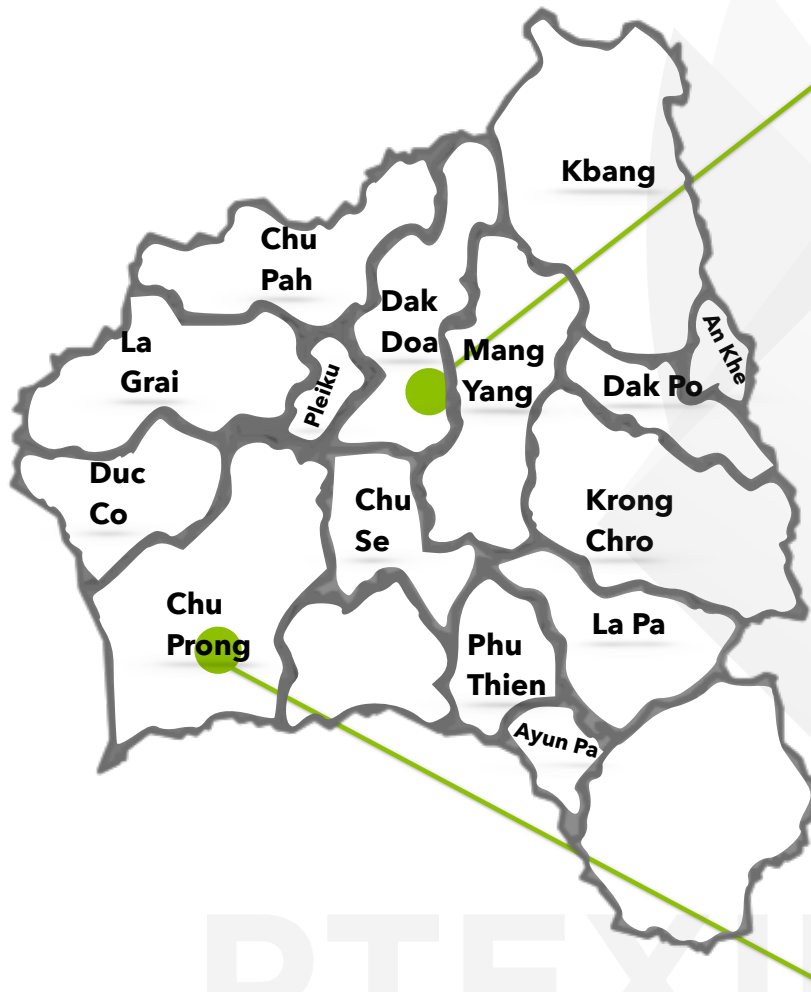 Kbang
Chu
Pah
Dak
Doa
An Khe
La
Grai
Mang
Yang
Pleiku
Dak Po
Duc
Co
Chu
Se
Krong
Chro
Chu
Prong
La Pa
Phu
Thien
Ayun Pa